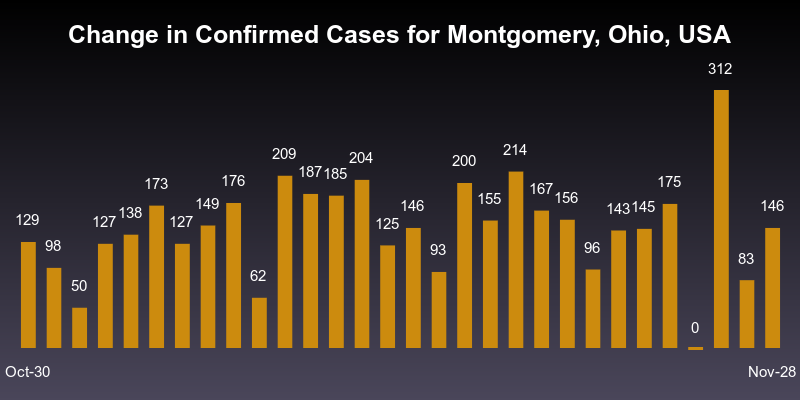 Change in Confirmed Cases for Montgomery, Ohio, USA
129 98 50 127 138 173 127 149 176 62 209 187 185 204 125 146 93 200 155 214 167 156 96 143 145 175 0 312 83 146
Oct-30 Nov-28